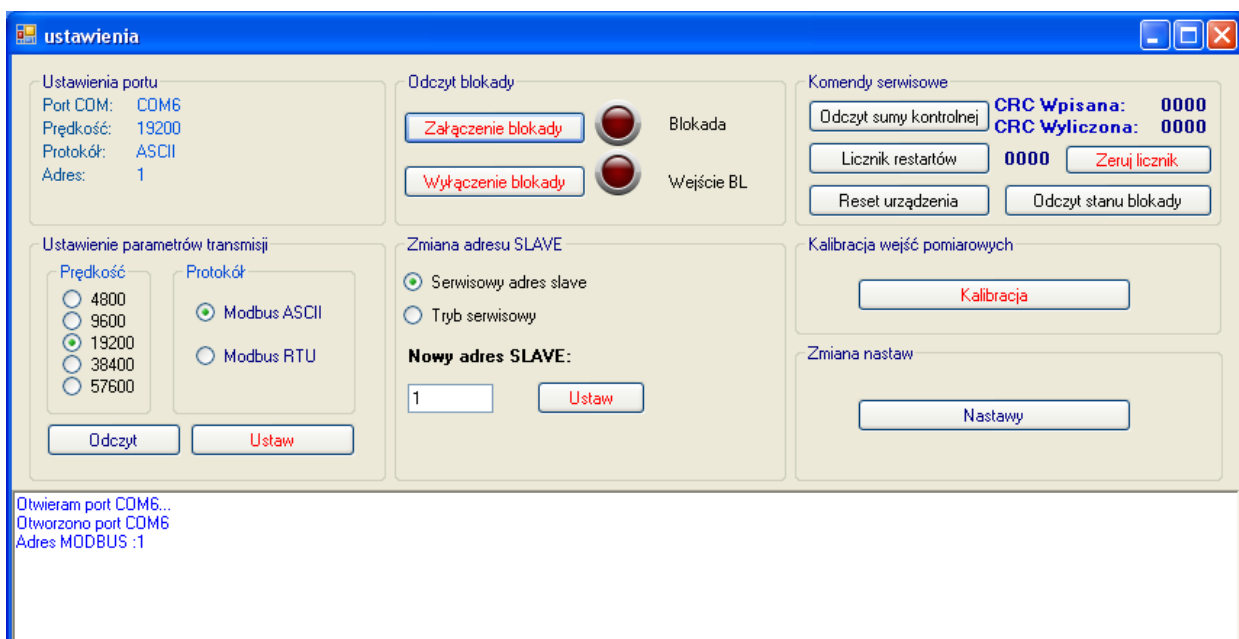 ustawienia
Ustawienia portu
Port COM: COM6
Prędkość: 19200
Protokół: ASCII
Adres: 1
Odczyt blokady
Załączenie blokady
Blokada
Wyłączenie blokady
Wejście BL
Komendy serwisowe
Odczyt sumy kontrolnej
CRC Wpisana: 0000
CRC Wyliczona: 0000
Licznik restartów
0000
Zeruj licznik
Reset urządzenia
Odczyt stanu blokady
Ustawienie parametrów transmisji
Prędkość
4800
9600
19200
38400
57600
Protokół
Modbus ASCII
Modbus RTU
Odczyt
Ustaw
Zmiana adresu SLAVE
Serwisowy adres slave
Tryb serwisowy
Nowy adres SLAVE:
1
Ustaw
Kalibracja wejść pomiarowych
Kalibracja
Zmiana nastaw
Nastawy
Otwieram port COM6...
Otworzono port COM6
Adres MODBUS :1